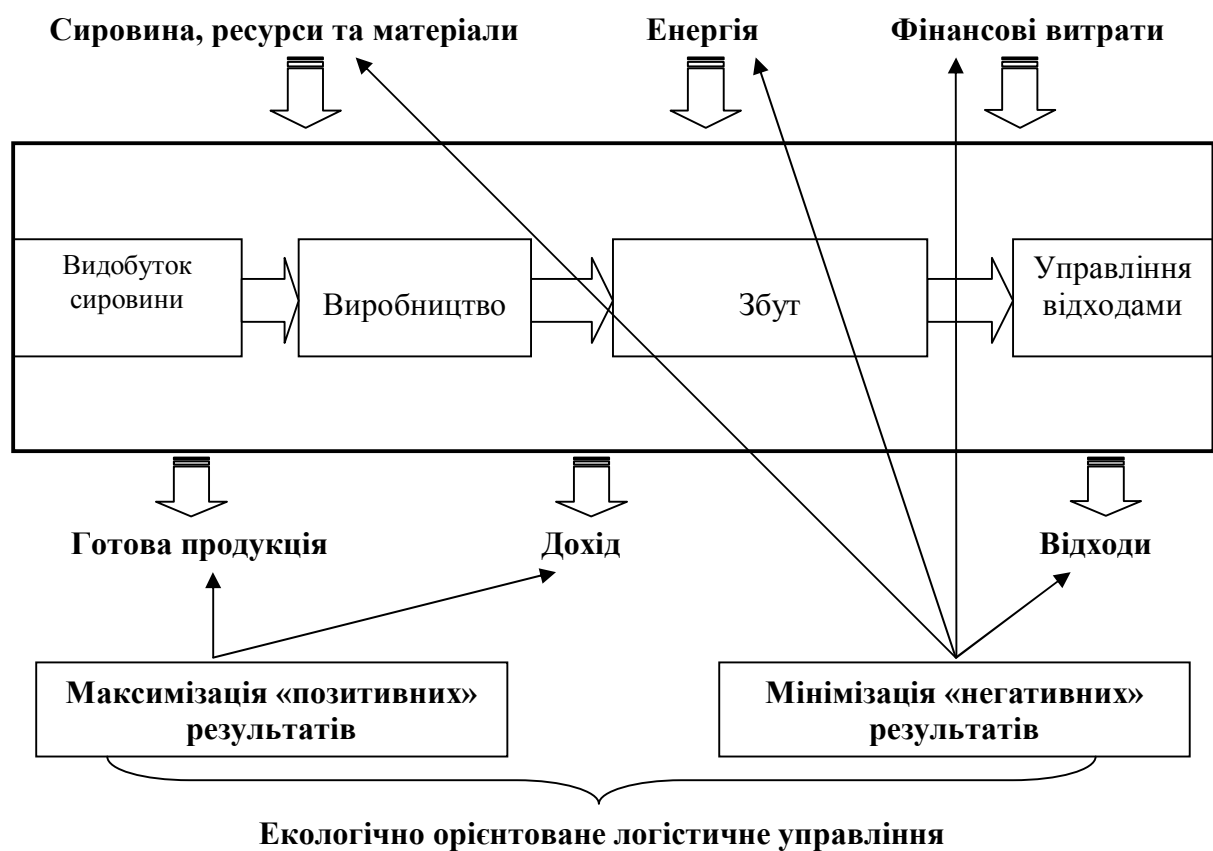 Сировина, ресурси та матеріали
Енергія
Фінансові витрати
Видобуток
сировини
Виробництво
Збут
Управління
відходами
Готова продукція
Дохід
Відходи
Максимізація «позитивних»
результатів
Мінімізація «негативних»
результатів
Екологічно орієнтоване логістичне управління